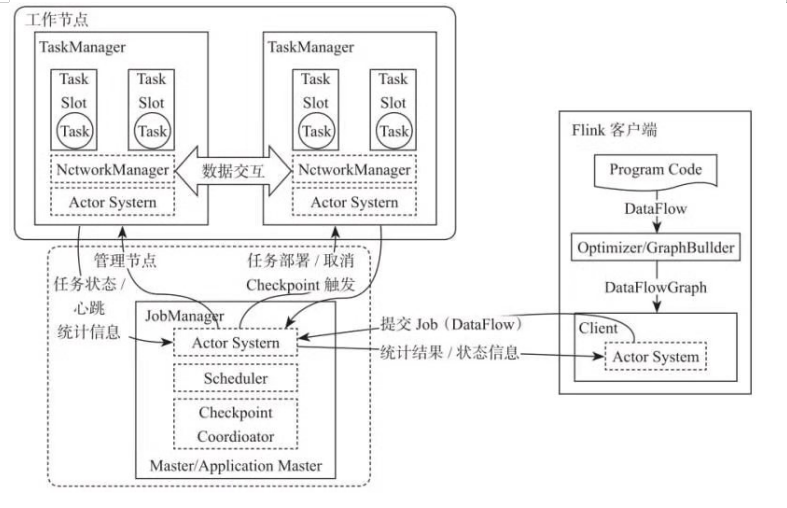 工作节点
TaskManager
Task
Slot
Task
Task
Slot
Task
NctworkManager
Actor Systern
数据交互
TaskManager
Task
Slot
Task
Task
Slot
Task
NctworkManager
Actor Systern
管理节点
任务状态 /
心跳
统计信息
任务部署 / 取消
Checkpoint 触发
JobManager
Actor Systern
Scheduler
Checkpoint
Coordioator
Master/Application Master
提交 Job（DataFlow）
统计结果 / 状态信息
Flink 客户端
Program Code
DataFlow
Optimizer/GraphBullder
DataFlowGraph
Client
Actor System